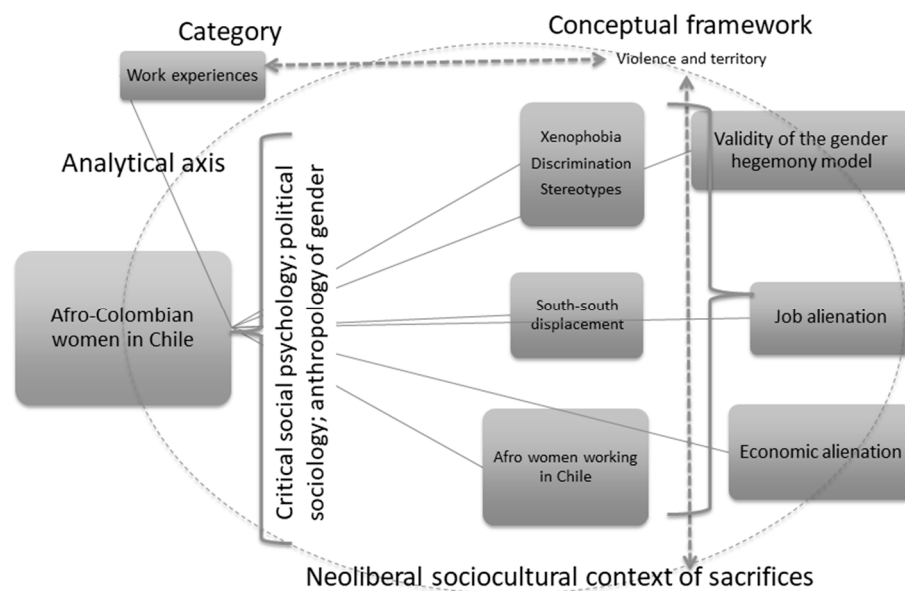 Category
Conceptual framework
Work experiences
Violence and territory
Analytical axis
Afro-Colombian
women in Chile
Critical social psychology; political
sociology; anthropology of gender
Xenophobia
Discrimination
Stereotypes
South-south
displacement
Afro women working
in Chile
Validity of the gender
hegemony model
Job alienation
Economic alienation
Neoliberal sociocultural context of sacrifices